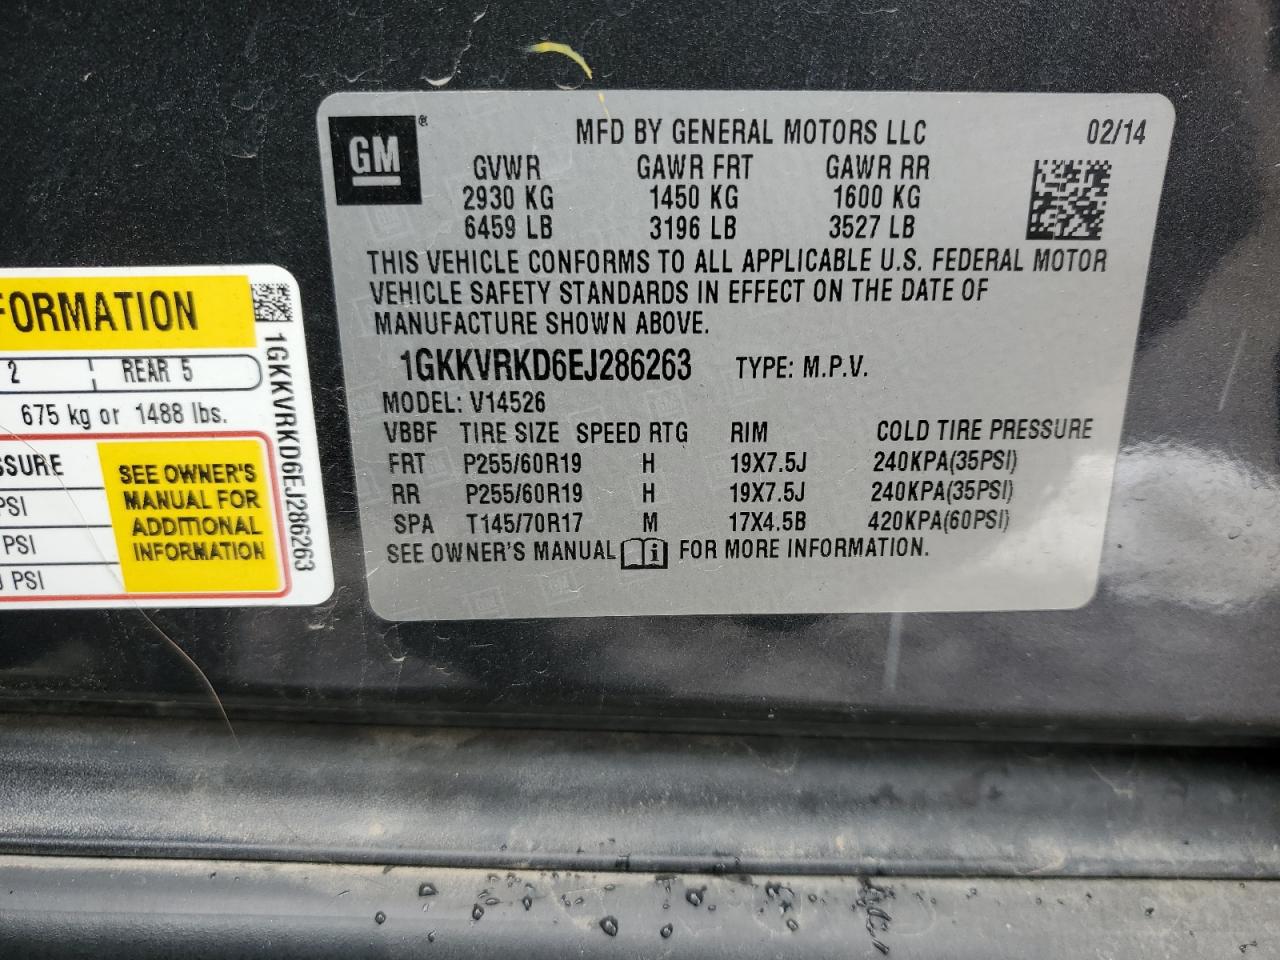 GM®
MFD BY GENERAL MOTORS LLC 02/14
GVWR GAWR FRT GAWR RR
2930 KG 1450 KG 1600 KG
6459 LB 3196 LB 3527 LB
THIS VEHICLE CONFORMS TO ALL APPLICABLE U.S. FEDERAL MOTOR
VEHICLE SAFETY STANDARDS IN EFFECT ON THE DATE OF
MANUFACTURE SHOWN ABOVE.
1GKKVRKD6EJ286263 TYPE: M.P.V.
MODEL: V14526
VBBF TIRE SIZE SPEED RTG RIM COLD TIRE PRESSURE
FRT P255/60R19 H 19X7.5J 240KPA(35PSI)
RR P255/60R19 H 19X7.5J 240KPA(35PSI)
SPA T145/70R17 M 17X4.5B 420KPA(60PSI)
SEE OWNER'S MANUAL FOR MORE INFORMATION.
FORMATION
2 REAR 5
675 kg or 1488 lbs.
SSURE
PSI
PSI
PSI
SEE OWNER'S
MANUAL FOR
ADDITIONAL
INFORMATION
1GKKVRKD6EJ286263